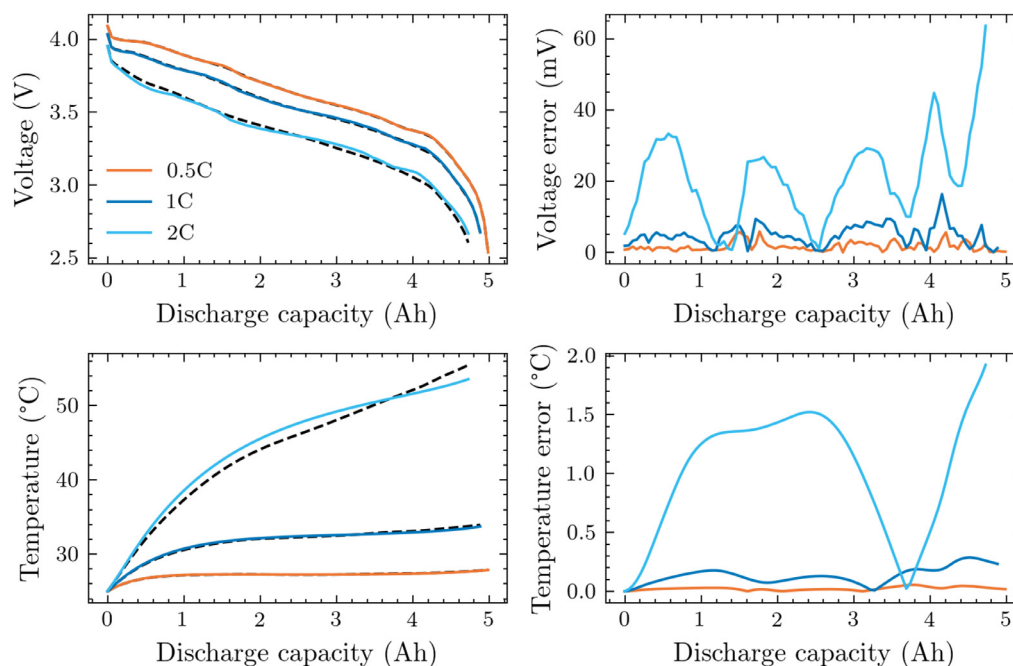 Voltage (V)
4.0
3.5
3.0
2.5
0.5C
1C
2C
0 1 2 3 4 5
Discharge capacity (Ah)
Voltage error (mV)
60
40
20
0
0 1 2 3 4 5
Discharge capacity (Ah)
Temperature (°C)
50
40
30
0 1 2 3 4 5
Discharge capacity (Ah)
Temperature error (°C)
2.0
1.5
1.0
0.5
0.0
0 1 2 3 4 5
Discharge capacity (Ah)